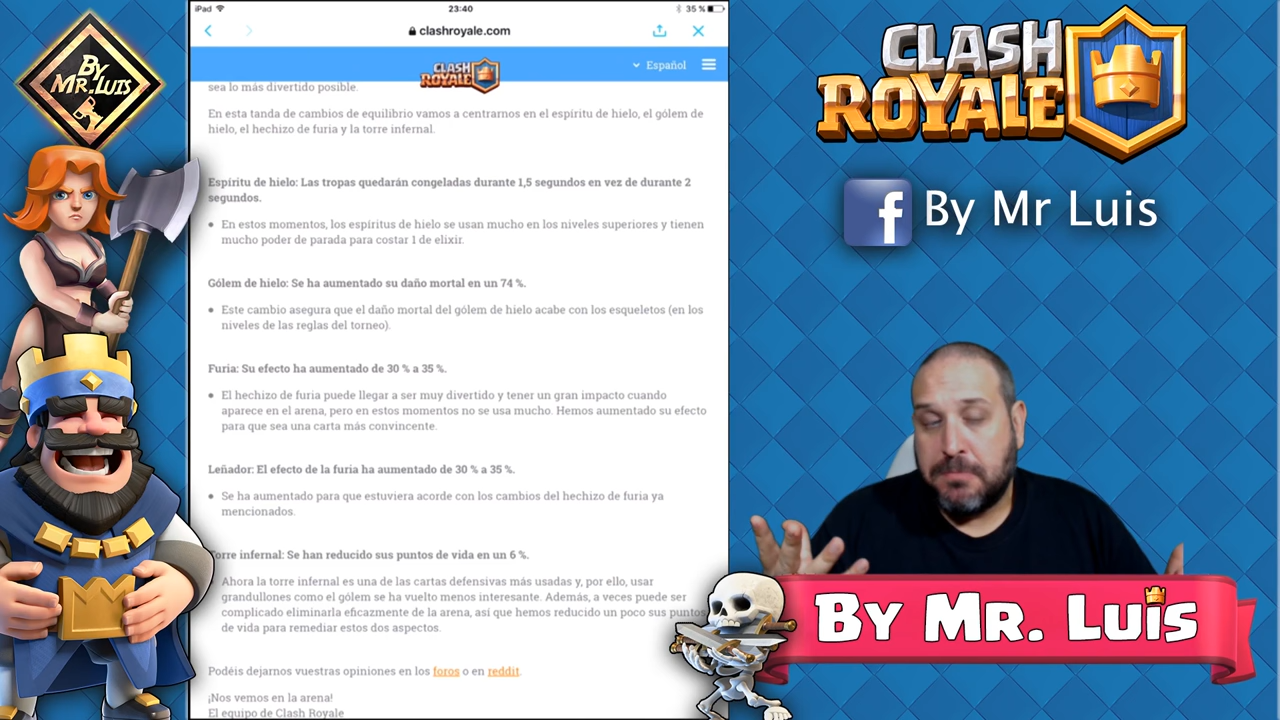 iPad
23:40
35 %
clashroyale.com
CLASH ROYALE
Español
sea lo más divertido posible.
En esta tanda de cambios de equilibrio vamos a centrarnos en el espíritu de hielo, el gólem de
hielo, el hechizo de furia y la torre infernal.
Espíritu de hielo: Las tropas quedarán congeladas durante 1,5 segundos en vez de durante 2
segundos.
• En estos momentos, los espíritus de hielo se usan mucho en los niveles superiores y tienen
mucho poder de parada para costar 1 de elixir.
Gólem de hielo: Se ha aumentado su daño mortal en un 74 %.
• Este cambio asegura que el daño mortal del gólem de hielo acabe con los esqueletos (en los
niveles de las reglas del torneo).
Furia: Su efecto ha aumentado de 30 % a 35 %.
• El hechizo de furia puede llegar a ser muy divertido y tener un gran impacto cuando
aparece en el arena, pero en estos momentos no se usa mucho. Hemos aumentado su efecto
para que sea una carta más convincente.
Leñador: El efecto de la furia ha aumentado de 30 % a 35 %.
• Se ha aumentado para que estuviera acorde con los cambios del hechizo de furia ya
mencionados.
Torre infernal: Se han reducido sus puntos de vida en un 6 %.
Ahora la torre infernal es una de las cartas defensivas más usadas y, por ello, usar
grandullones como el gólem se ha vuelto menos interesante. Además, a veces puede ser
complicado eliminarla eficazmente de la arena, así que hemos reducido un poco sus puntos
de vida para remediar estos dos aspectos.
Podéis dejarnos vuestras opiniones en los foros o en reddit.
¡Nos vemos en la arena!
El equipo de Clash Royale
BY
MR. LUIS
CLASH
ROYALE
f By Mr Luis
BY MR. LUIS